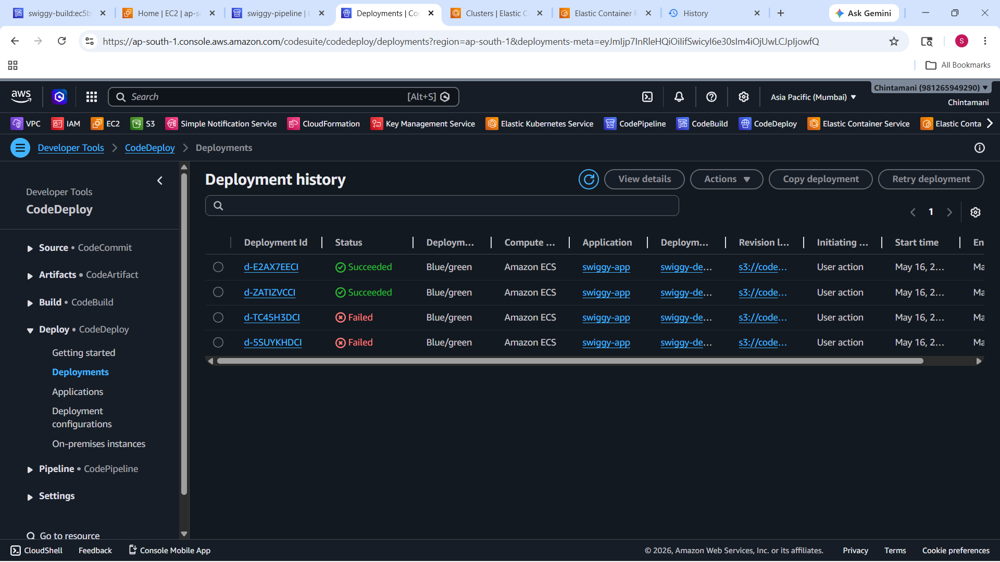 swiggy-build:ec5b
Home | EC2 | ap-so
swiggy-pipeline | C
Deployments | Coc
Clusters | Elastic C
Elastic Container F
History
Ask Gemini
https://ap-south-1.console.aws.amazon.com/codesuite/codedeploy/deployments?region=ap-south-1&deployments-meta=eyJmIjp7InRleHQiOiIifSwicyI6e30sIm4iOjUwLCJpIjowfQ
S
All Bookmarks
aws
Search
[Alt+S]
Asia Pacific (Mumbai)
Chintamani (981265949290)
Chintamani
VPC
IAM
EC2
S3
Simple Notification Service
CloudFormation
Key Management Service
Elastic Kubernetes Service
CodePipeline
CodeBuild
CodeDeploy
Elastic Container Service
Elastic Conta
Developer Tools
CodeDeploy
Deployments
Developer Tools
CodeDeploy
Source • CodeCommit
Artifacts • CodeArtifact
Build • CodeBuild
Deploy • CodeDeploy
Getting started
Deployments
Applications
Deployment
configurations
On-premises instances
Pipeline • CodePipeline
Settings
Go to resource
Deployment history
View details
Actions
Copy deployment
Retry deployment
1
Deployment Id Status Deploym... Compute ... Application Deploym... Revision l... Initiating ... Start time En
d-E2AX7EECI Succeeded Blue/green Amazon ECS swiggy-app swiggy-de... s3://code... User action May 16, 2... Ma
d-ZATIZVCCI Succeeded Blue/green Amazon ECS swiggy-app swiggy-de... s3://code... User action May 16, 2... Ma
d-TC45H3DCI Failed Blue/green Amazon ECS swiggy-app swiggy-de... s3://code... User action May 16, 2... Ma
d-5SUYKHDCI Failed Blue/green Amazon ECS swiggy-app swiggy-de... s3://code... User action May 16, 2... Ma
CloudShell
Feedback
Console Mobile App
© 2026, Amazon Web Services, Inc. or its affiliates.
Privacy
Terms
Cookie preferences